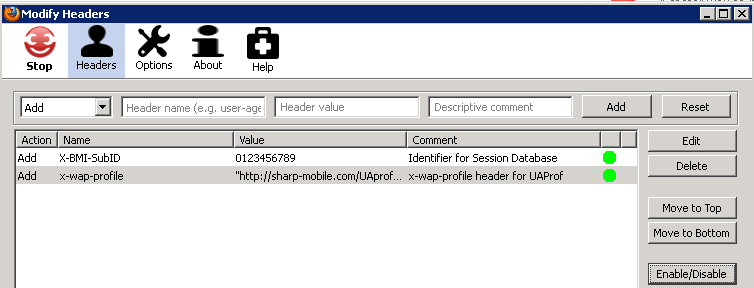 Modify Headers
Stop Headers Options About Help
Add Header name (e.g. user-age Header value Descriptive comment Add Reset
Action Name Value Comment
Add X-BMI-SubID 0123456789 Identifier for Session Database
Add x-wap-profile "http://sharp-mobile.com/UAprof... x-wap-profile header for UAProf
Edit
Delete
Move to Top
Move to Bottom
Enable/Disable